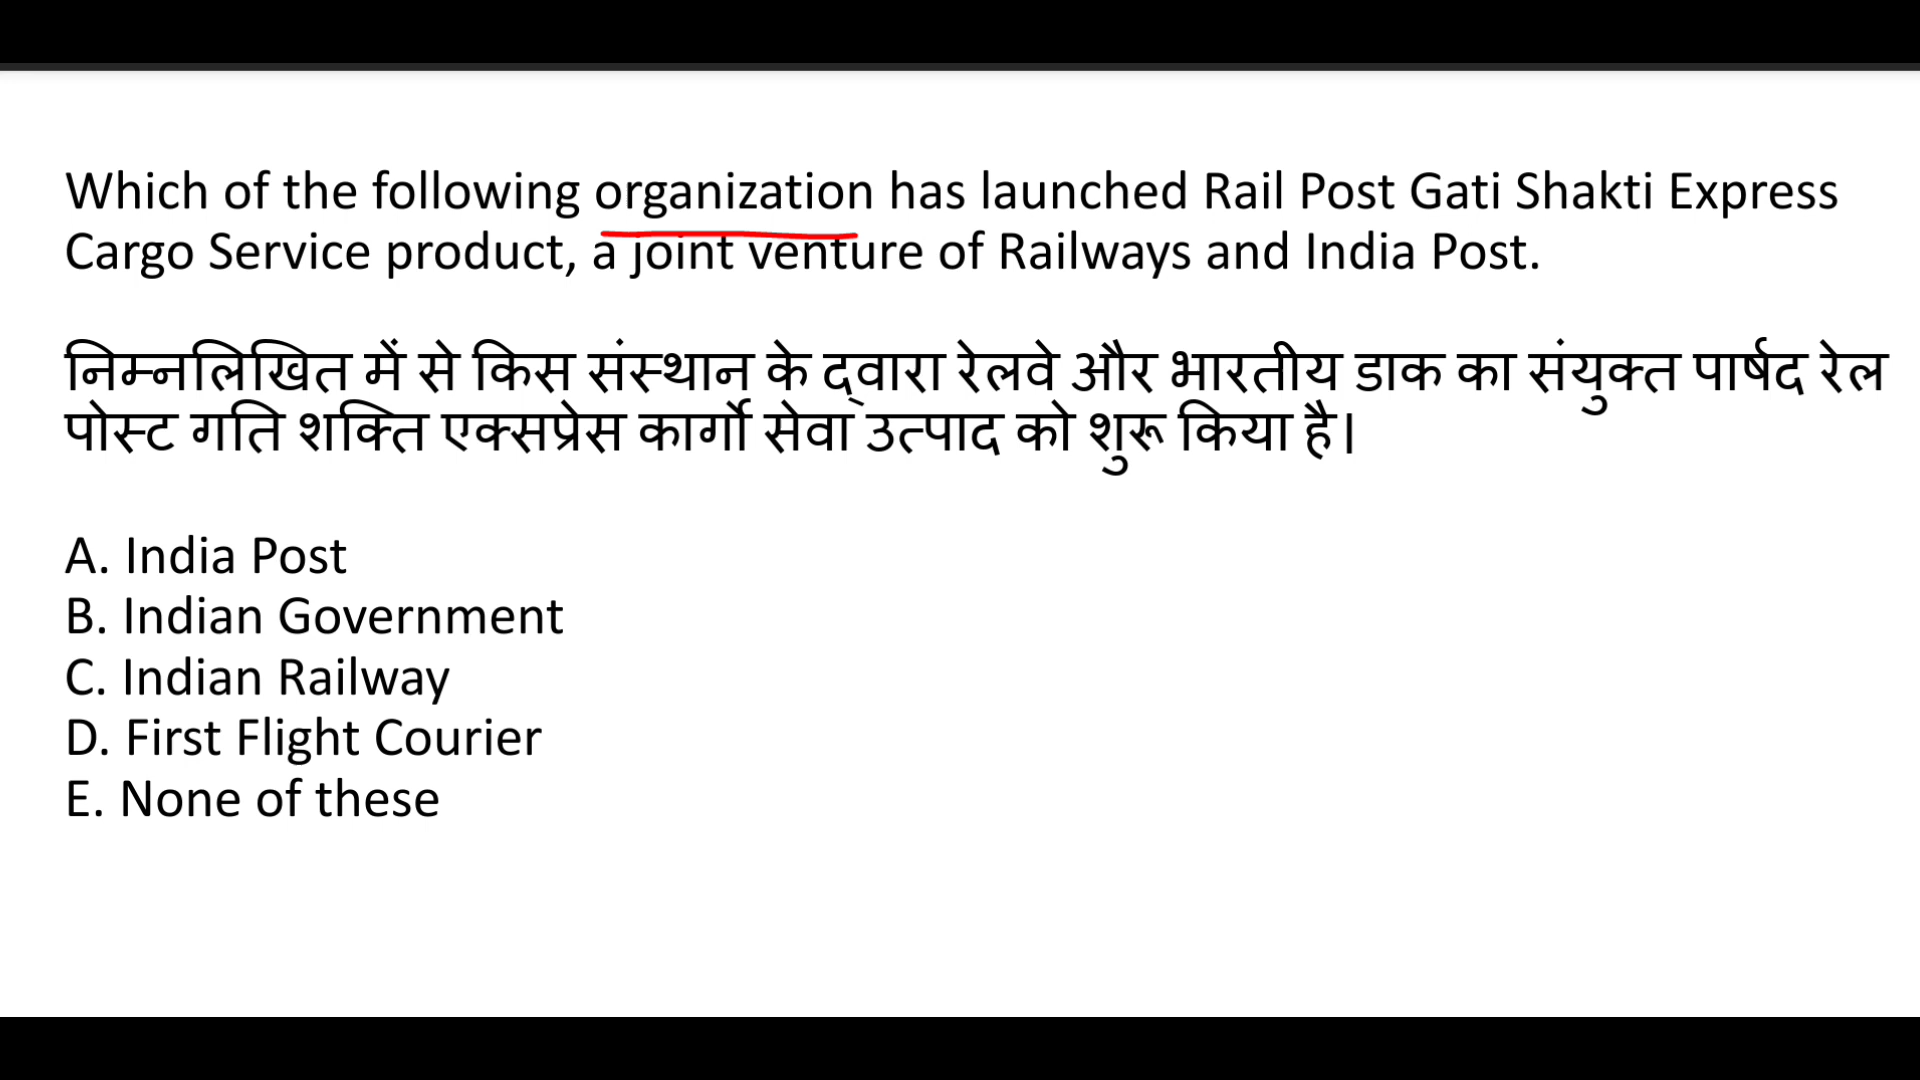 Which of the following organization has launched Rail Post Gati Shakti Express
Cargo Service product, a joint venture of Railways and India Post.
निम्नलिखित में से किस संस्थान के द्वारा रेलवे और भारतीय डाक का संयुक्त पार्षद रेल
पोस्ट गति शक्ति एक्सप्रेस कार्गो सेवा उत्पाद को शुरू किया है।
A. India Post
B. Indian Government
C. Indian Railway
D. First Flight Courier
E. None of these